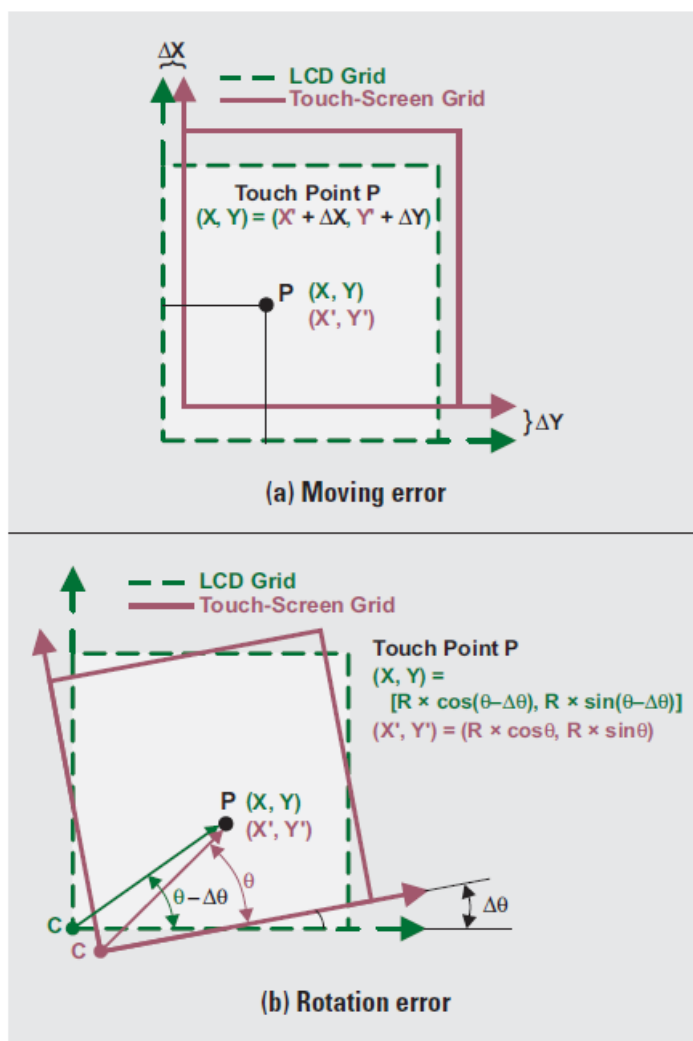 ΔX
LCD Grid
Touch-Screen Grid
Touch Point P
(X, Y) = (X' + ΔX, Y' + ΔY)
P (X, Y)
(X', Y')
}ΔY
(a) Moving error
LCD Grid
Touch-Screen Grid
Touch Point P
(X, Y) =
[R × cos(θ–Δθ), R × sin(θ–Δθ)]
(X', Y') = (R × cosθ, R × sinθ)
P (X, Y)
(X', Y')
θ
θ – Δθ
Δθ
C
C
(b) Rotation error